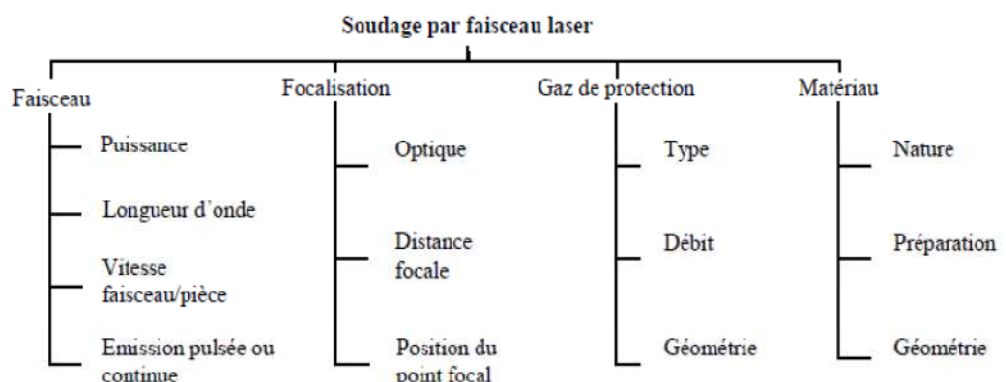 Soudage par faisceau laser
Faisceau
Focalisation
Gaz de protection
Matériau
Puissance
Longueur d'onde
Vitesse
faisceau/pièce
Emission pulsée ou
continue
Optique
Distance
focale
Position du
point focal
Type
Débit
Géométrie
Nature
Préparation
Géométrie